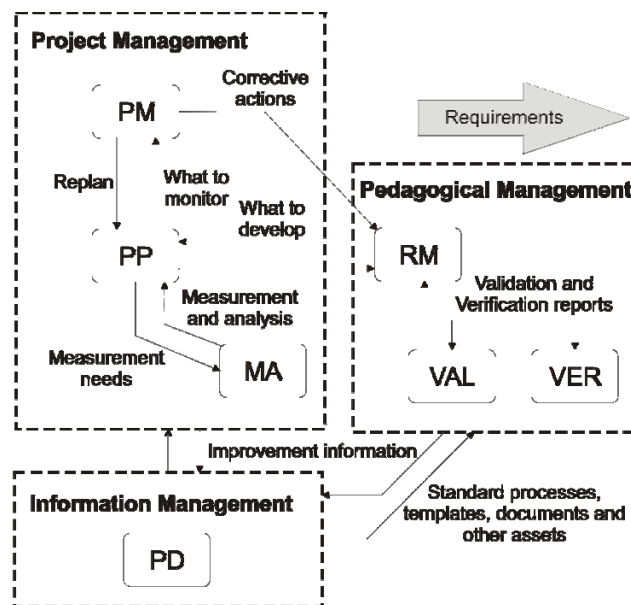 Project Management
PM
Corrective
actions
Requirements
Replan
What to
monitor
What to
develop
Pedagogical Management
PP
RM
Measurement
and analysis
Validation and
Verification reports
Measurement
needs
MA
VAL
VER
Improvement information
Information Management
Standard processes,
templates, documents and
other assets
PD